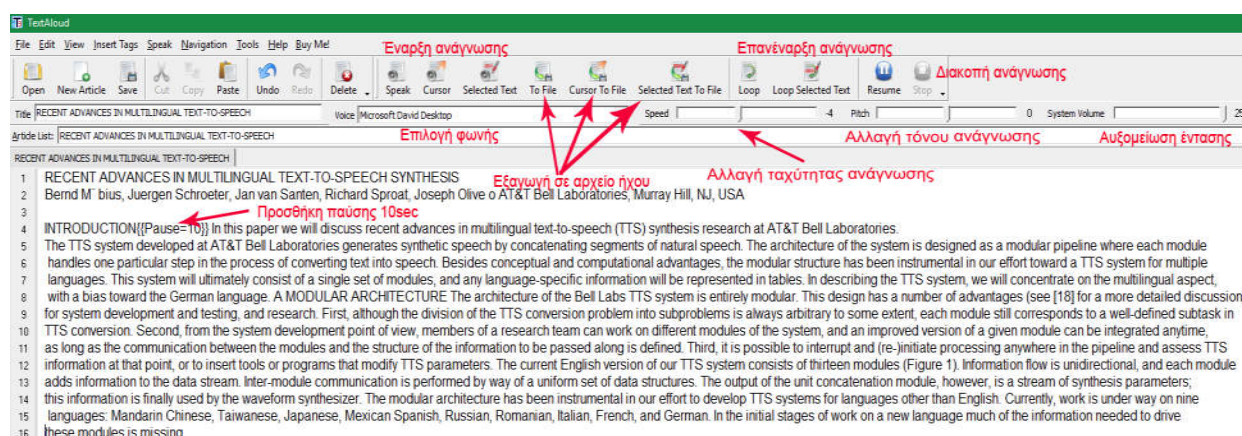 TextAloud
File Edit View Insert Tags Speak Navigation Tools Help Buy Me!
Έναρξη ανάγνωσης
Επανέναρξη ανάγνωσης
Διακοπή ανάγνωσης
Open New Article Save Cut Copy Paste Undo Redo Delete Speak Cursor Selected Text To File Cursor To File Selected Text To File Loop Loop Selected Text Resume Stop
Title RECENT ADVANCES IN MULTILINGUAL TEXT-TO-SPEECH Voice Microsoft David Desktop Speed -4 Pitch 0 System Volume 25
Article List: RECENT ADVANCES IN MULTILINGUAL TEXT-TO-SPEECH
Επιλογή φωνής
Αλλαγή τόνου ανάγνωσης
Αυξομείωση έντασης
RECENT ADVANCES IN MULTILINGUAL TEXT-TO-SPEECH
Εξαγωγή σε αρχείο ήχου
Αλλαγή ταχύτητας ανάγνωσης
1 RECENT ADVANCES IN MULTILINGUAL TEXT-TO-SPEECH SYNTHESIS
2 Bernd M¨ bius, Juergen Schroeter, Jan van Santen, Richard Sproat, Joseph Olive o AT&T Bell Laboratories, Murray Hill, NJ, USA
3
Προσθήκη παύσης 10sec
4 INTRODUCTION{{Pause=10}} In this paper we will discuss recent advances in multilingual text-to-speech (TTS) synthesis research at AT&T Bell Laboratories.
5 The TTS system developed at AT&T Bell Laboratories generates synthetic speech by concatenating segments of natural speech. The architecture of the system is designed as a modular pipeline where each module
6 handles one particular step in the process of converting text into speech. Besides conceptual and computational advantages, the modular structure has been instrumental in our effort toward a TTS system for multiple
7 languages. This system will ultimately consist of a single set of modules, and any language-specific information will be represented in tables. In describing the TTS system, we will concentrate on the multilingual aspect,
8 with a bias toward the German language. A MODULAR ARCHITECTURE The architecture of the Bell Labs TTS system is entirely modular. This design has a number of advantages (see [18] for a more detailed discussion
9 for system development and testing, and research. First, although the division of the TTS conversion problem into subproblems is always arbitrary to some extent, each module still corresponds to a well-defined subtask in
10 TTS conversion. Second, from the system development point of view, members of a research team can work on different modules of the system, and an improved version of a given module can be integrated anytime,
11 as long as the communication between the modules and the structure of the information to be passed along is defined. Third, it is possible to interrupt and (re-)initiate processing anywhere in the pipeline and assess TTS
12 information at that point, or to insert tools or programs that modify TTS parameters. The current English version of our TTS system consists of thirteen modules (Figure 1). Information flow is unidirectional, and each module
13 adds information to the data stream. Inter-module communication is performed by way of a uniform set of data structures. The output of the unit concatenation module, however, is a stream of synthesis parameters;
14 this information is finally used by the waveform synthesizer. The modular architecture has been instrumental in our effort to develop TTS systems for languages other than English. Currently, work is under way on nine
15 languages: Mandarin Chinese, Taiwanese, Japanese, Mexican Spanish, Russian, Romanian, Italian, French, and German. In the initial stages of work on a new language much of the information needed to drive
16 these modules is missing